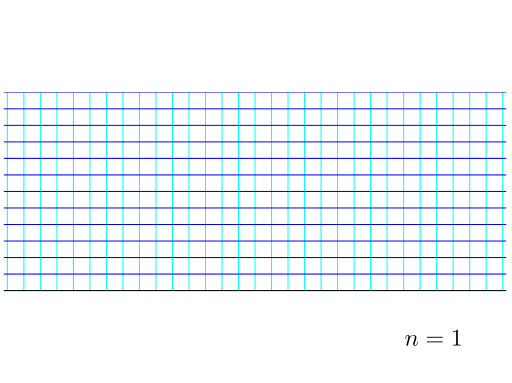 n = 1